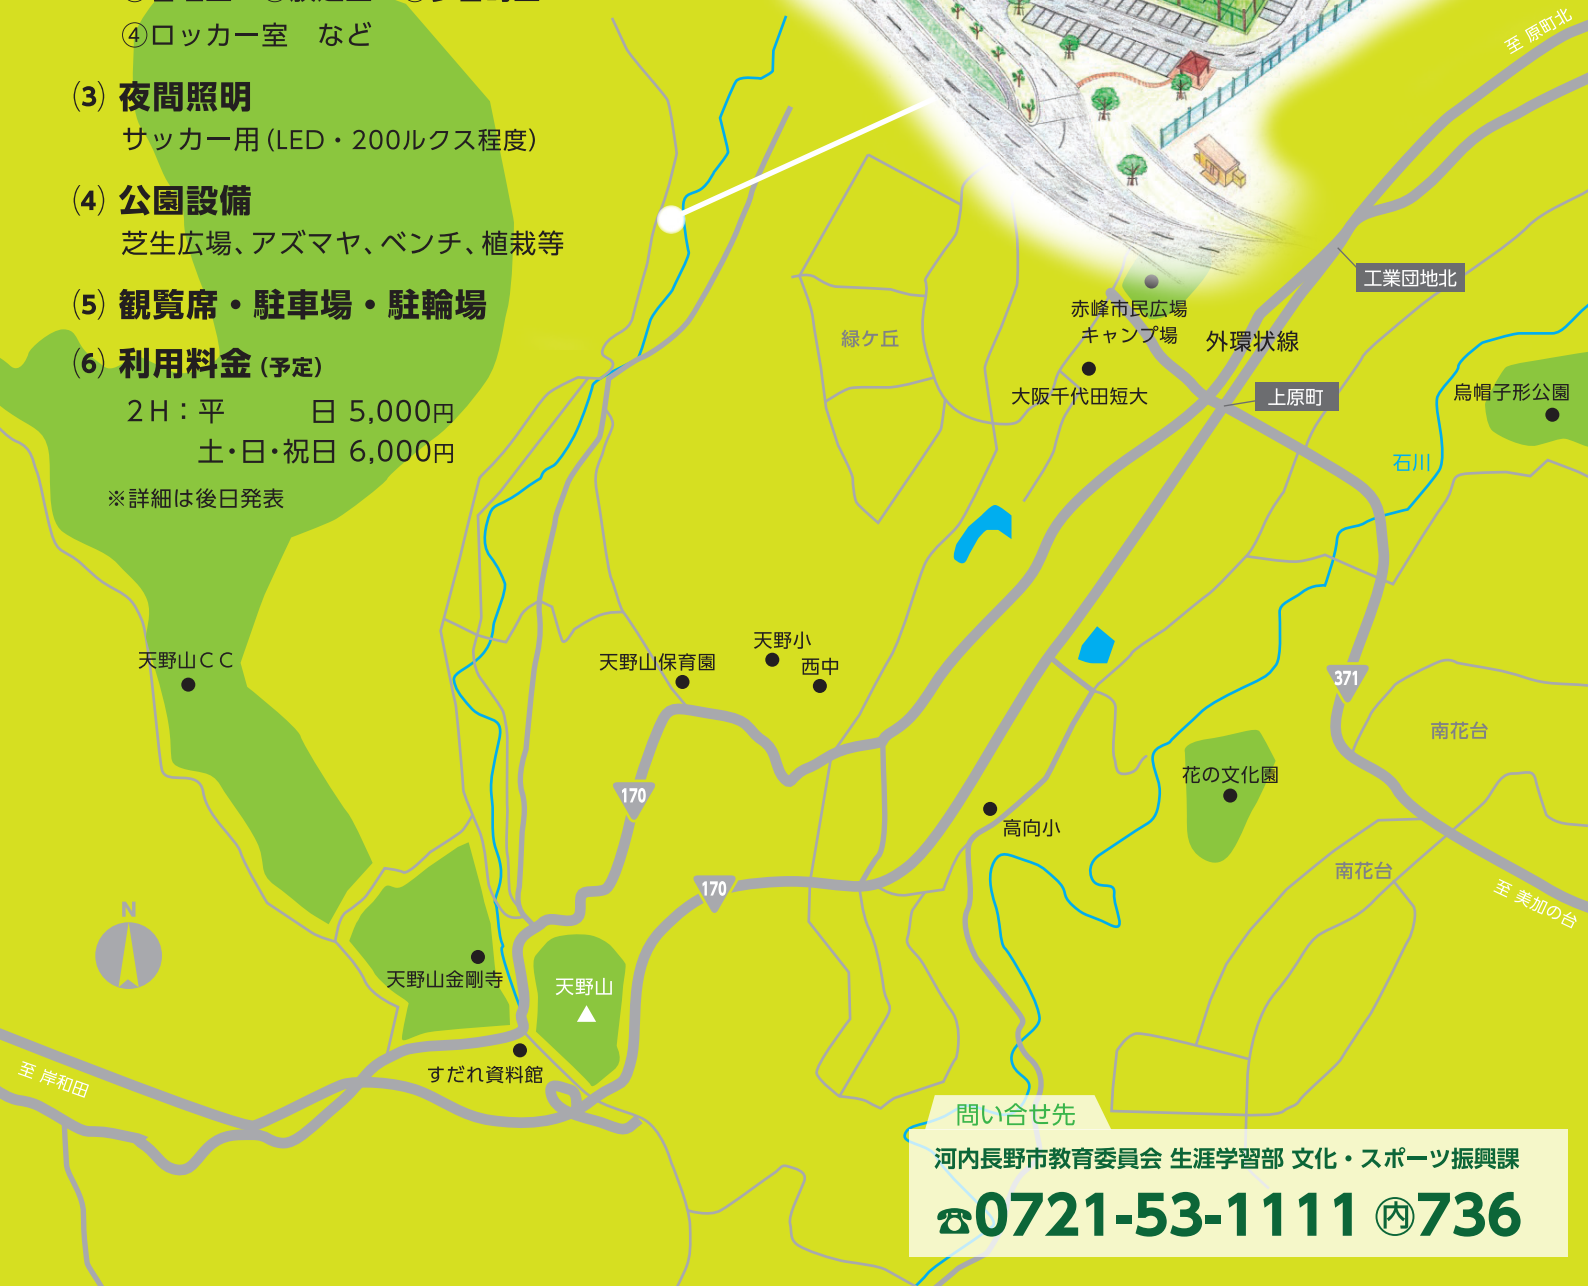 ④ロッカー室　など
(3) 夜間照明
サッカー用(LED・200ルクス程度)
(4) 公園設備
芝生広場、アズマヤ、ベンチ、植栽等
(5) 観覧席・駐車場・駐輪場
(6) 利用料金 (予定)
2H：平　　日 5,000円
土・日・祝日 6,000円
※詳細は後日発表
至 原町北
工業団地北
赤峰市民広場
キャンプ場
外環状線
緑ケ丘
大阪千代田短大
上原町
烏帽子形公園
石川
天野山CC
天野小
天野山保育園
西中
371
南花台
花の文化園
170
高向小
南花台
170
至 美加の台
N
天野山金剛寺
天野山
すだれ資料館
至 岸和田
問い合せ先
河内長野市教育委員会 生涯学習部 文化・スポーツ振興課
☎0721-53-1111 ㊅736